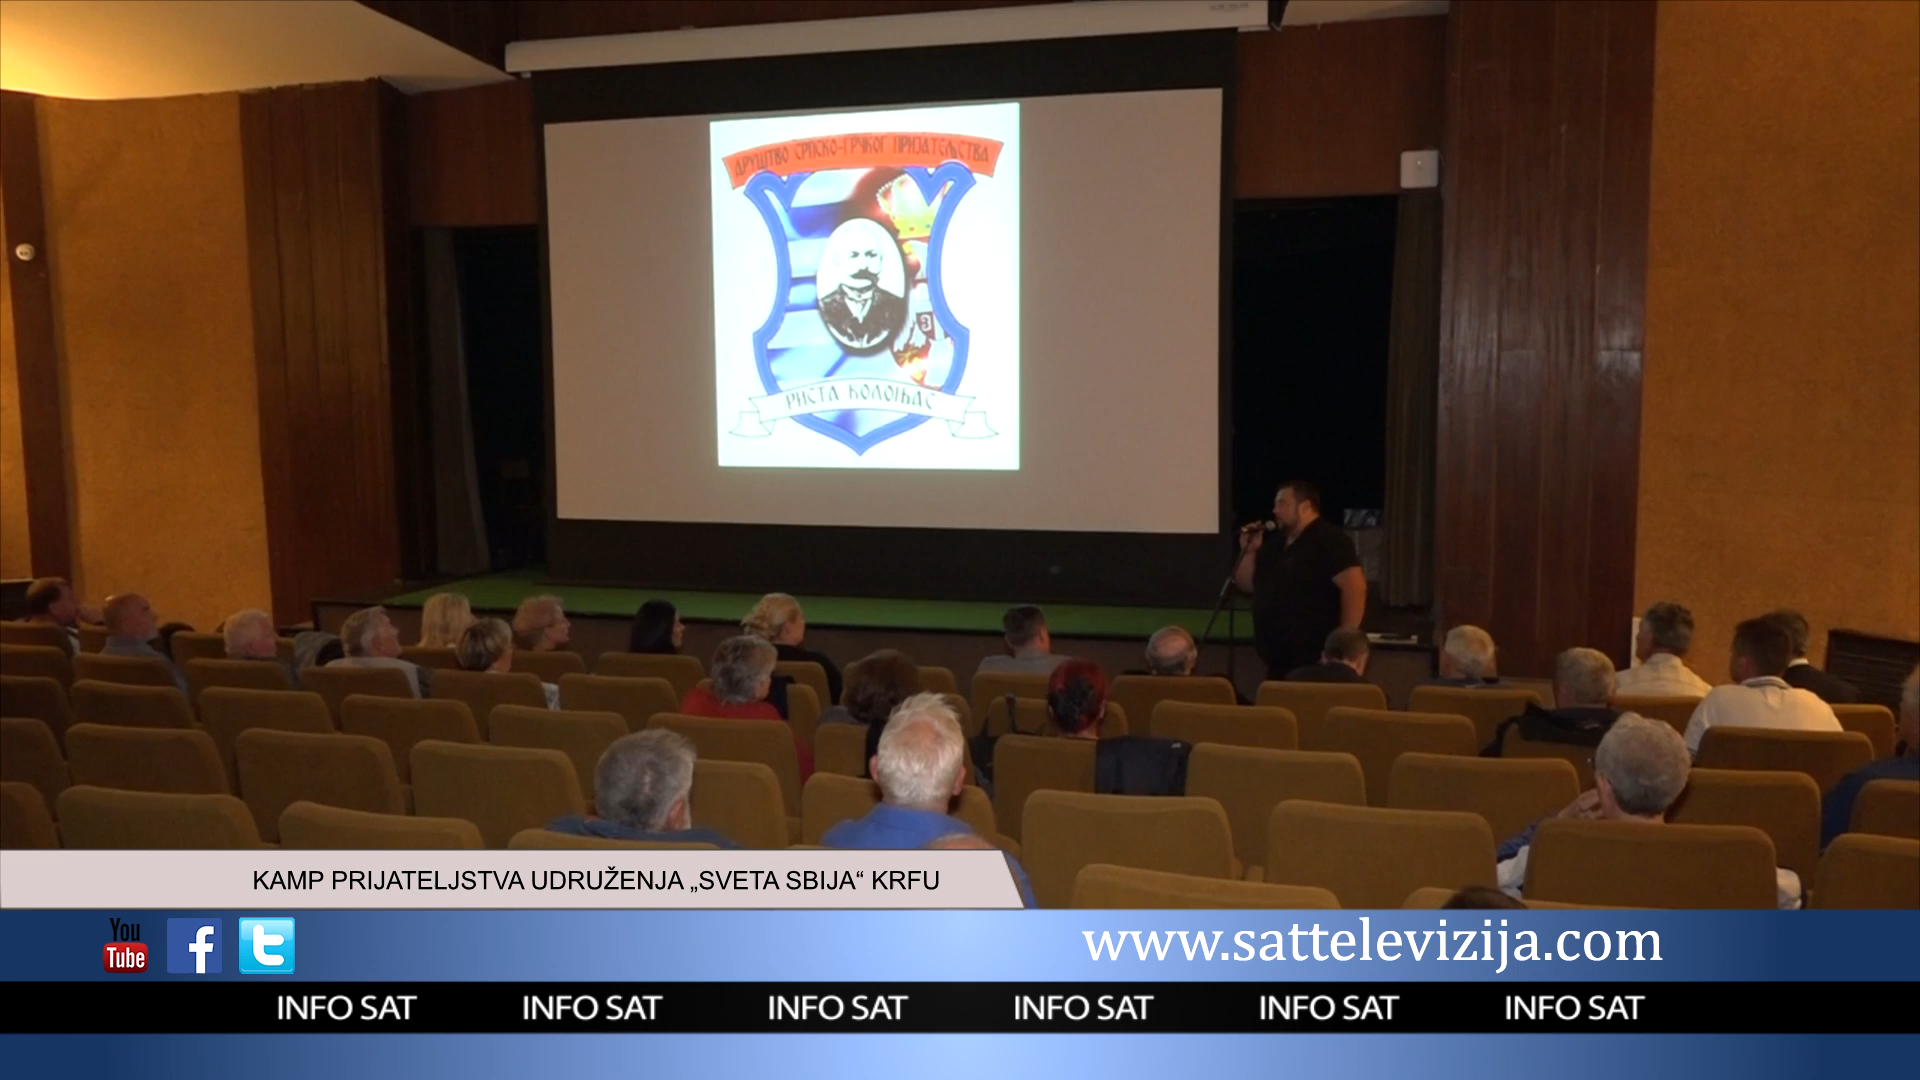 ДРУШТВО СРПСКО-ГРЧКОГ ПРИЈАТЕЉСТВА
РИСТА КОЛОЊАС
KAMP PRIJATELJSTVA UDRUŽENJA „SVETA SBIJA“ KRFU
You
Tube
www.sattelevizija.com
INFO SAT INFO SAT INFO SAT INFO SAT INFO SAT INFO SAT